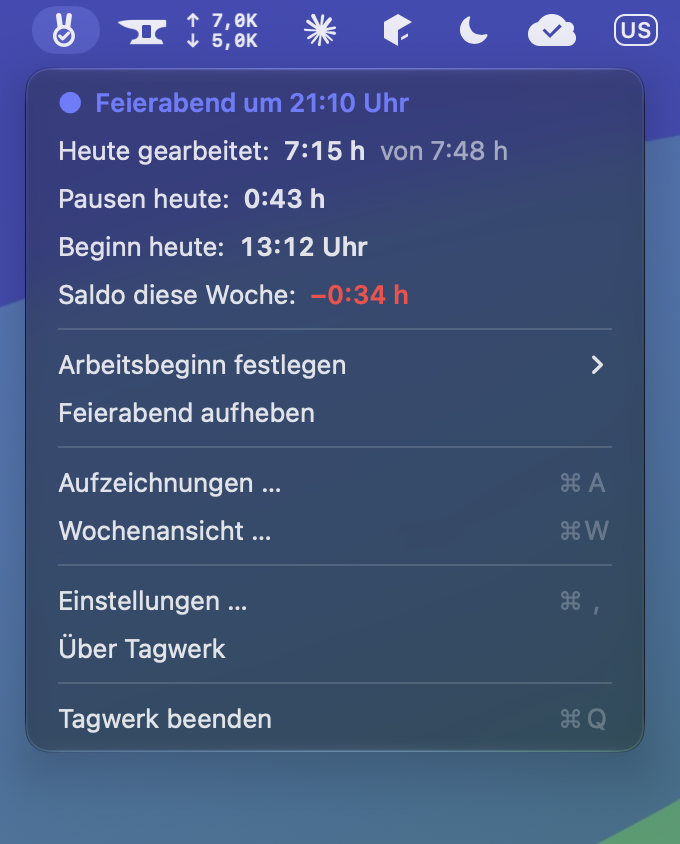 ↑ 7,0K
↓ 5,0K
US
Feierabend um 21:10 Uhr
Heute gearbeitet: 7:15 h von 7:48 h
Pausen heute: 0:43 h
Beginn heute: 13:12 Uhr
Saldo diese Woche: −0:34 h
Arbeitsbeginn festlegen
Feierabend aufheben
Aufzeichnungen ... ⌘ A
Wochenansicht ... ⌘ W
Einstellungen ... ⌘ ,
Über Tagwerk
Tagwerk beenden ⌘ Q